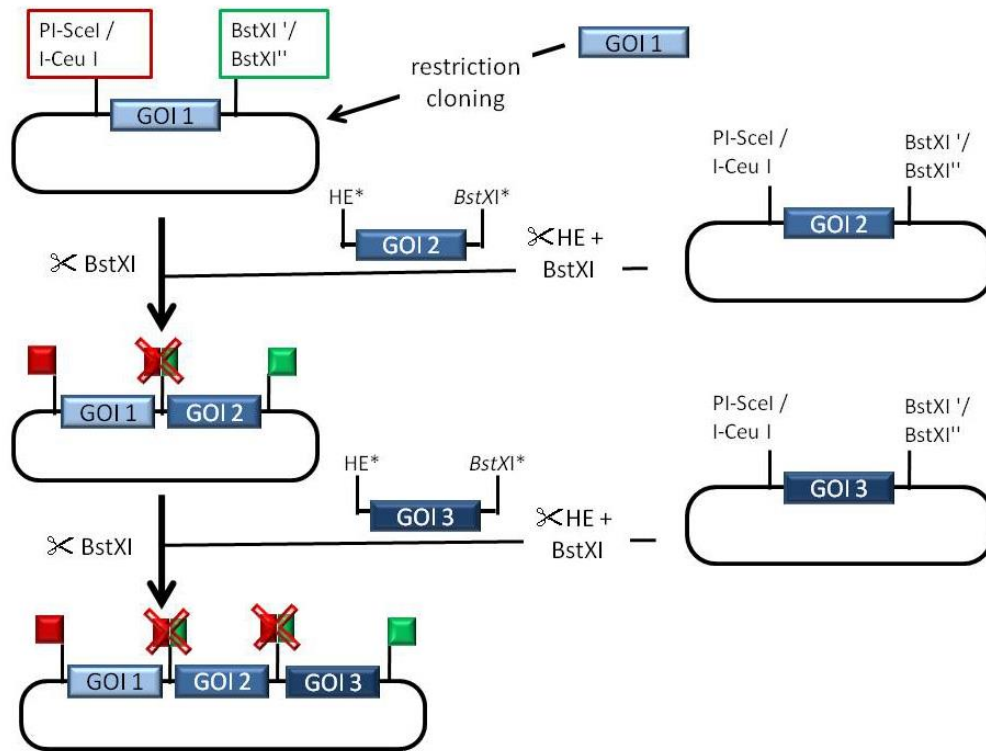 PI-SceI /
I-Ceu I
BstXI '/
BstXI''
GOI 1
restriction
cloning
GOI 1
PI-SceI /
I-Ceu I
BstXI '/
BstXI''
GOI 2
HE*
BstXI*
GOI 2
HE +
BstXI
BstXI
GOI 1
GOI 2
PI-SceI /
I-Ceu I
BstXI '/
BstXI''
GOI 3
HE*
BstXI*
GOI 3
HE +
BstXI
BstXI
GOI 1
GOI 2
GOI 3